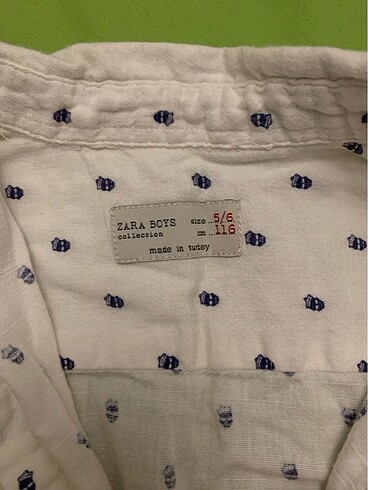 ZARA BOYS size ..5/6
collection cm ...116
made in turkey